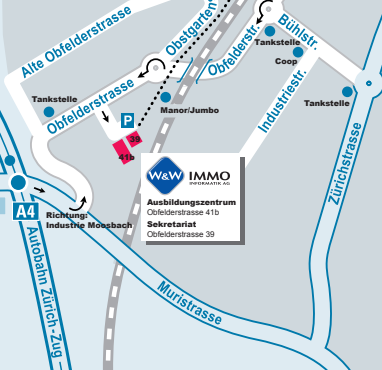 Alte Obfelderstrasse
Obstgarten
Obfelderstr.
Bühlstr.
Tankstelle
Coop
Tankstelle
Obfelderstrasse
Tankstelle
Manor/Jumbo
Industriestr.
Zürichstrasse
P
39
41b
W&W IMMO
INFORMATIK AG
Ausbildungszentrum
Obfelderstrasse 41b
Sekretariat
Obfelderstrasse 39
A4
Richtung:
Industrie Moosbach
Autobahn Zürich-Zug
Muristrasse